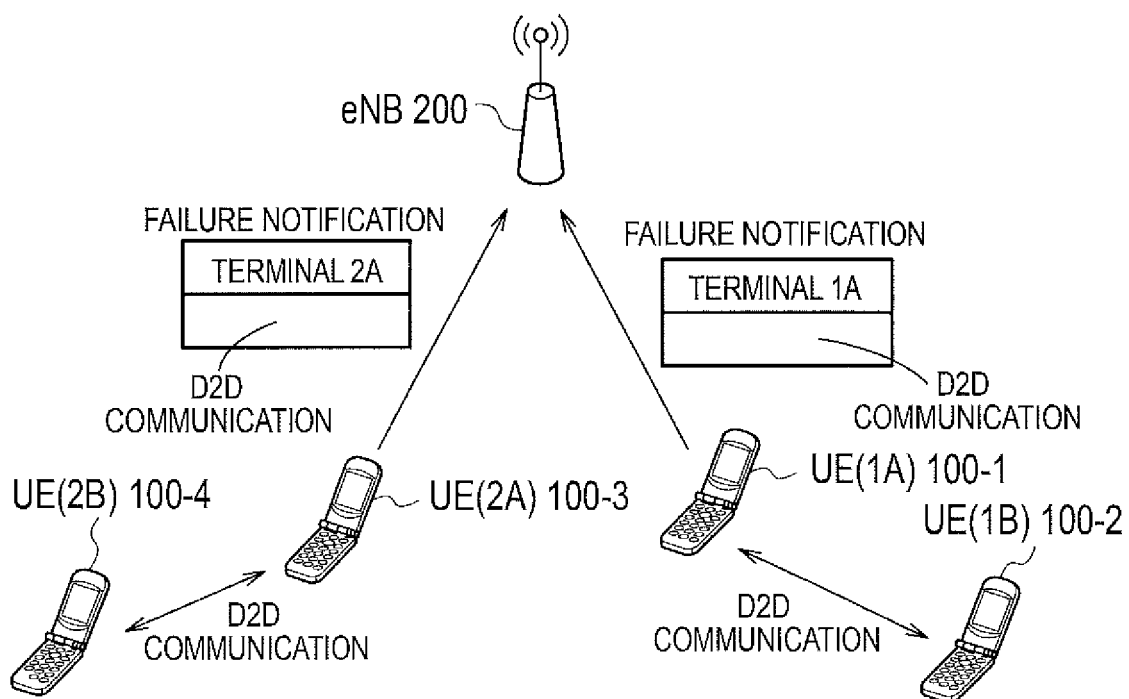 eNB 200
FAILURE NOTIFICATION
TERMINAL 2A
D2D
COMMUNICATION
FAILURE NOTIFICATION
TERMINAL 1A
D2D
COMMUNICATION
UE(2B) 100-4
UE(2A) 100-3
UE(1A) 100-1
UE(1B) 100-2
D2D
COMMUNICATION
D2D
COMMUNICATION